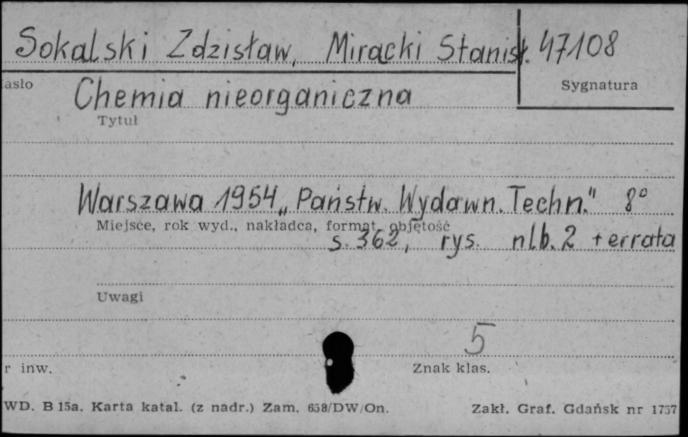 Sokalski Zdzisław, Miracki Stanisł. 47108
asło
Sygnatura
Chemia nieorganiczna
Tytuł
Warszawa 1954 „Państw. Wydawn. Techn." 8°
Miejsce, rok wyd., nakładca, format, objętość
s. 362, rys. nlb. 2 + errata
Uwagi
5
r inw.
Znak klas.
WD. B 15a. Karta katal. (z nadr.) Zam. 658/DW/On.
Zakł. Graf. Gdańsk nr 1757